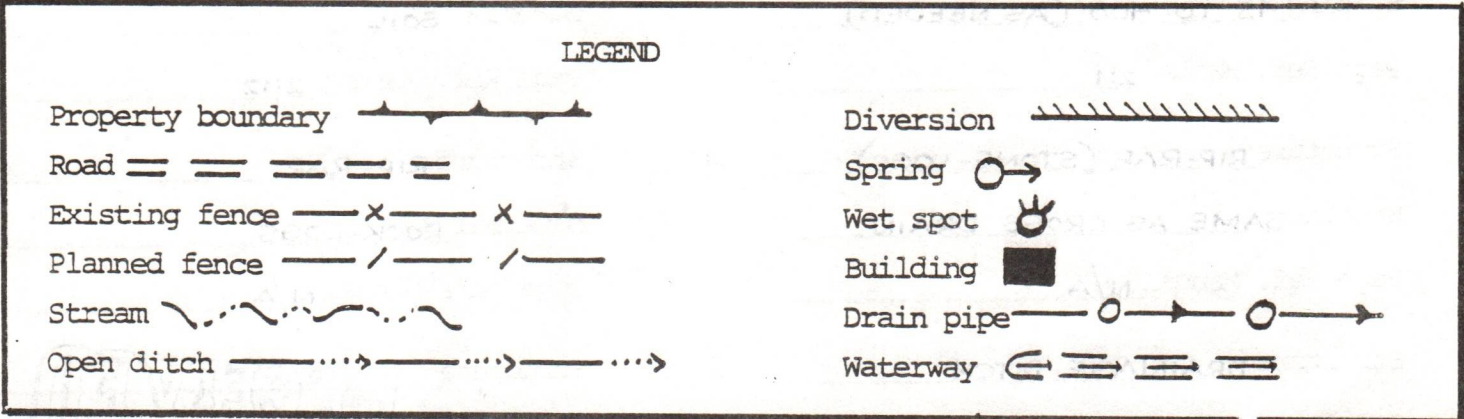 LEGEND
Property boundary
Road
Existing fence
Planned fence
Stream
Open ditch
Diversion
Spring
Wet spot
Building
Drain pipe
Waterway